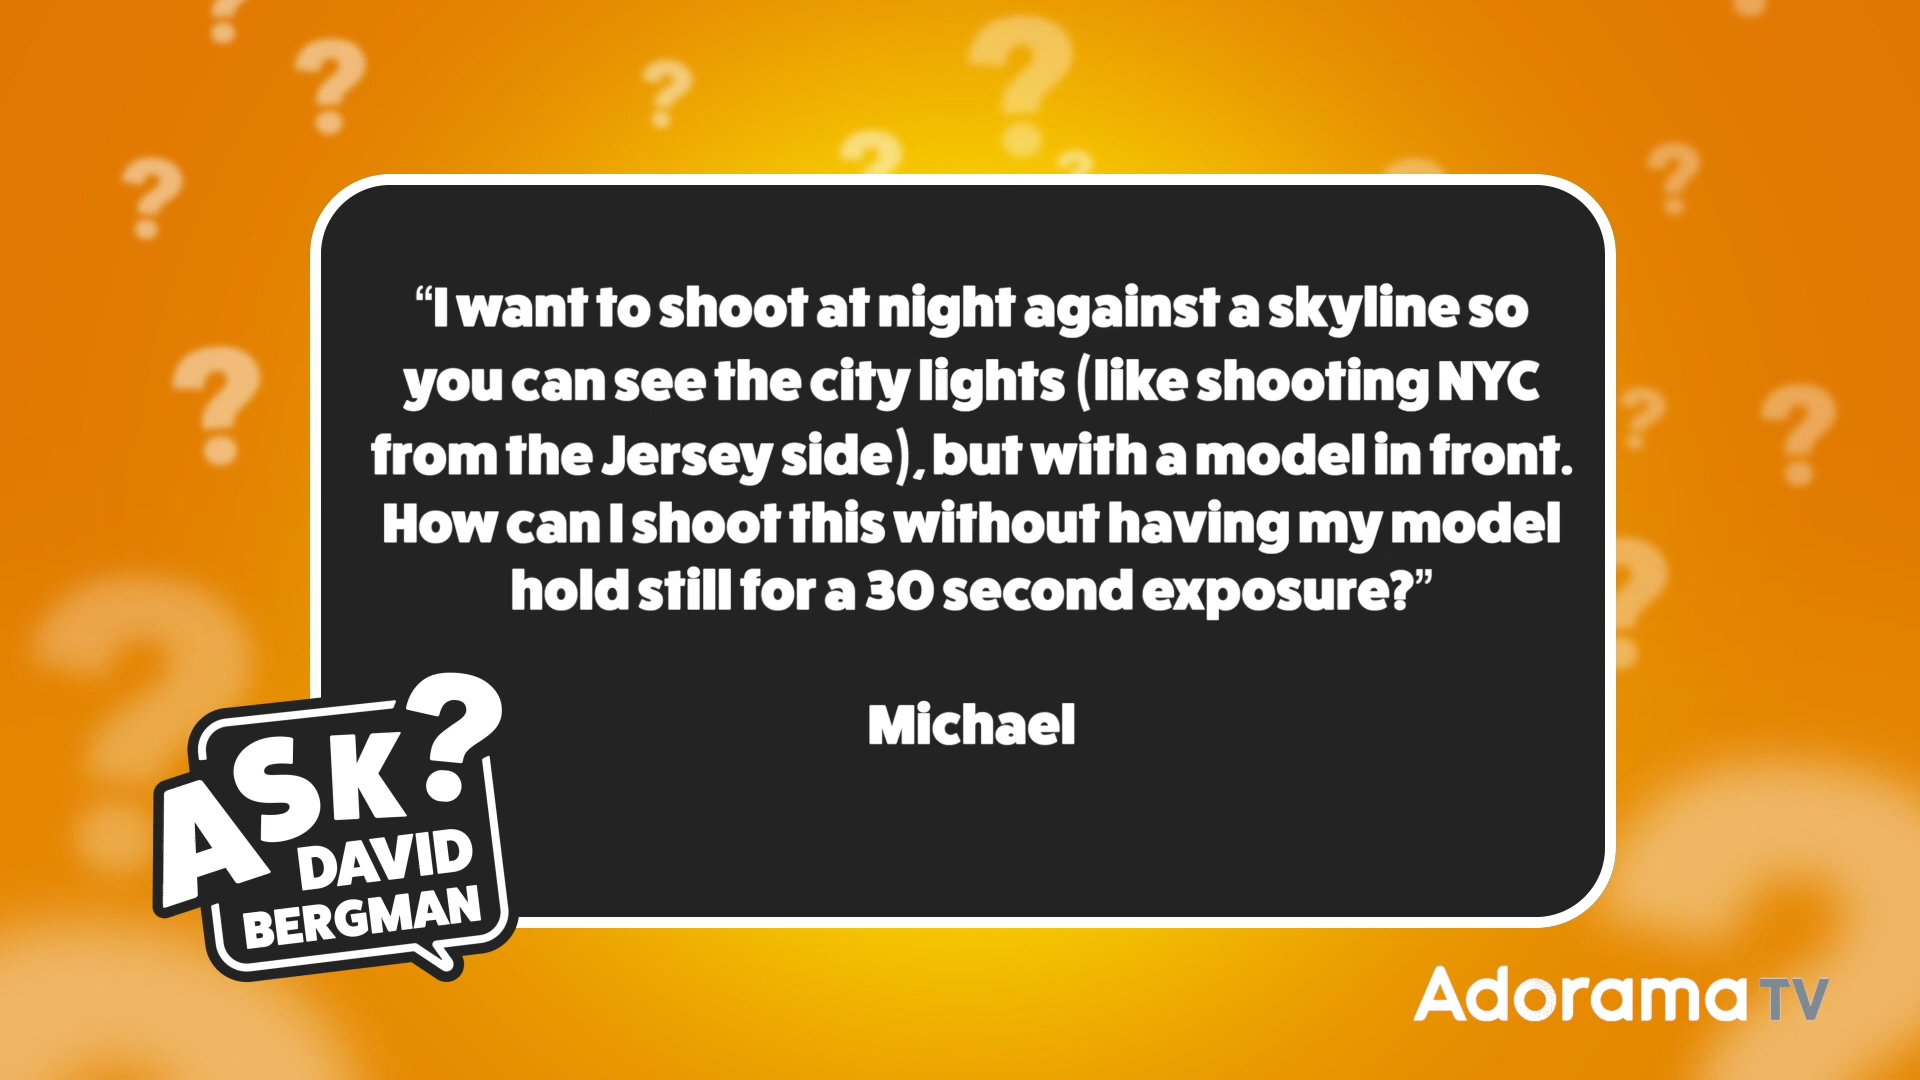 “I want to shoot at night against a skyline so
you can see the city lights (like shooting NYC
from the Jersey side), but with a model in front.
How can I shoot this without having my model
hold still for a 30 second exposure?”
Michael
ASK?
DAVID
BERGMAN
Adorama TV